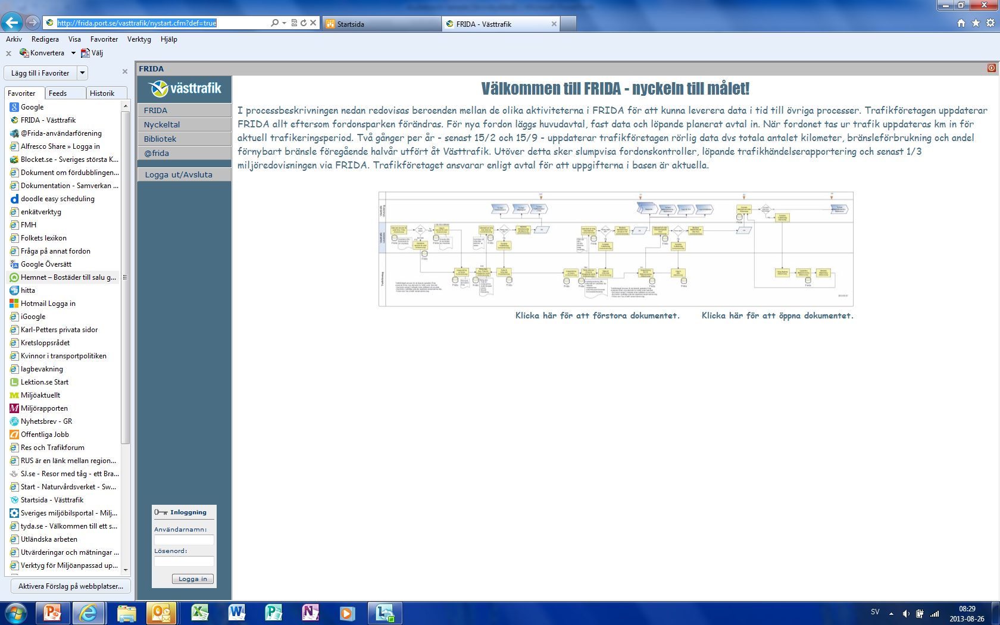 http://frida.port.se/vasttrafik/nystart.cfm?def=true
Startsida
FRIDA - Västtrafik
Arkiv Redigera Visa Favoriter Verktyg Hjälp
Konvertera Välj
Lägg till i Favoriter
Favoriter Feeds Historik
Google
FRIDA - Västtrafik
@Frida-användarförening
Alfresco Share » Logga in
Blocket.se - Sveriges största K...
Dokument om fördubblingen...
Dokumentation - Samverkan ...
doodle easy scheduling
enkätverktyg
FMH
Folkets lexikon
Fråga på annat fordon
Google Översätt
Hemnet – Bostäder till salu g...
hitta
Hotmail Logga in
iGoogle
Karl-Petters privata sidor
Kretsloppsrådet
Kvinnor i transportpolitiken
lagbevakning
Lektion.se Start
Miljöaktuellt
Miljörapporten
Nyhetsbrev - GR
Offentliga Jobb
Res och Trafikforum
RUS är en länk mellan region...
SJ.se - Resor med tåg - ett Bra...
Start - Naturvårdsverket - Sw...
Startsida - Västtrafik
Sveriges miljöbilsportal - Milj...
tyda.se - Välkommen till ett s...
Utländska arbeten
Utvärderingar och mätningar ...
Verktyg för Miljöanpassad up...
Aktivera Förslag på webbplatser...
FRIDA
västtrafik
FRIDA
Nyckeltal
Bibliotek
@frida
Logga ut/Avsluta
Inloggning
Användarnamn:
Lösenord:
Logga in
Välkommen till FRIDA - nyckeln till målet!
I processbeskrivningen nedan redovisas beroenden mellan de olika aktiviteterna i FRIDA för att kunna leverera data i tid till övriga processer. Trafikföretagen uppdaterar
FRIDA allt eftersom fordonsparken förändras. För nya fordon läggs huvudavtal, fast data och löpande planerat avtal in. När fordonet tas ur trafik uppdateras km in för
aktuell trafikeringsperiod. Två gånger per år - senast 15/2 och 15/9 - uppdaterar trafikföretagen rörlig data dvs totala antalet kilometer, bränsleförbrukning och andel
förnybart bränsle föregående halvår utfört åt Västtrafik. Utöver detta sker slumpvisa fordonskontroller, löpande trafikhändelserapportering och senast 1/3
miljöredovisningen via FRIDA. Trafikföretaget ansvarar enligt avtal för att uppgifterna i basen är aktuella.
Klicka här för att förstora dokumentet. Klicka här för att öppna dokumentet.
SV
08:29
2013-08-26